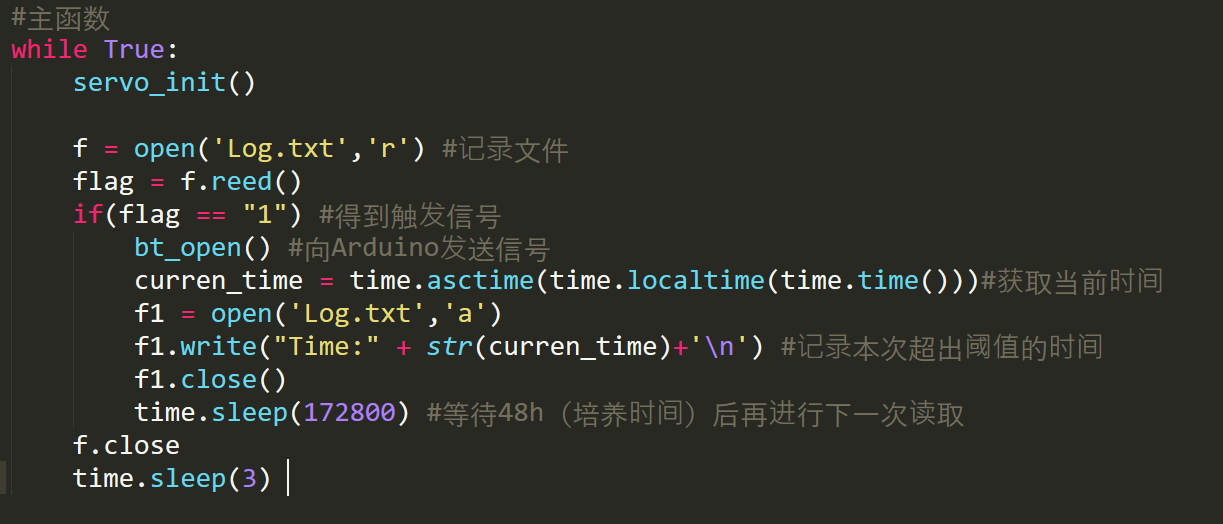 #主函数
while True:
    servo_init()

    f = open('Log.txt','r') #记录文件
    flag = f.reed()
    if(flag == "1") #得到触发信号
        bt_open() #向Arduino发送信号
        curren_time = time.asctime(time.localtime(time.time()))#获取当前时间
        f1 = open('Log.txt','a')
        f1.write("Time:" + str(curren_time)+'\n') #记录本次超出阈值的时间
        f1.close()
        time.sleep(172800) #等待48h（培养时间）后再进行下一次读取
    f.close
    time.sleep(3)